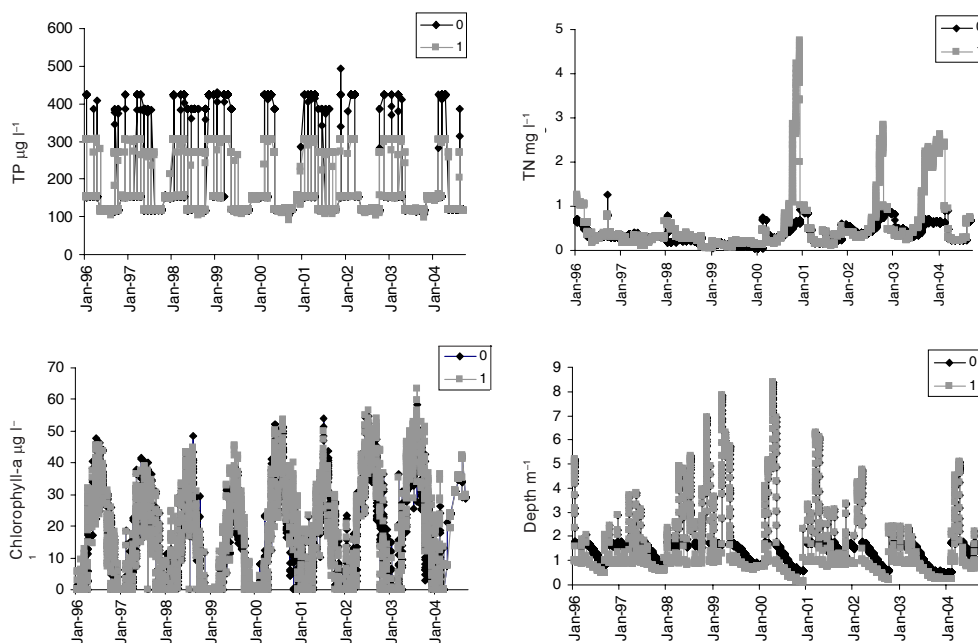 600
500
400
300
200
100
0
TP µg l⁻¹
0
1
Jan-96
Jan-97
Jan-98
Jan-99
Jan-00
Jan-01
Jan-02
Jan-03
Jan-04
5
4
3
2
1
0
TN mg l⁻¹
0
1
Jan-96
Jan-97
Jan-98
Jan-99
Jan-00
Jan-01
Jan-02
Jan-03
Jan-04
70
60
50
40
30
20
10
0
Chlorophyll-a µg l⁻
1
0
1
Jan-96
Jan-97
Jan-98
Jan-99
Jan-00
Jan-01
Jan-02
Jan-03
Jan-04
9
8
7
6
5
4
3
2
1
0
Depth m⁻¹
0
1
Jan-96
Jan-97
Jan-98
Jan-99
Jan-00
Jan-01
Jan-02
Jan-03
Jan-04